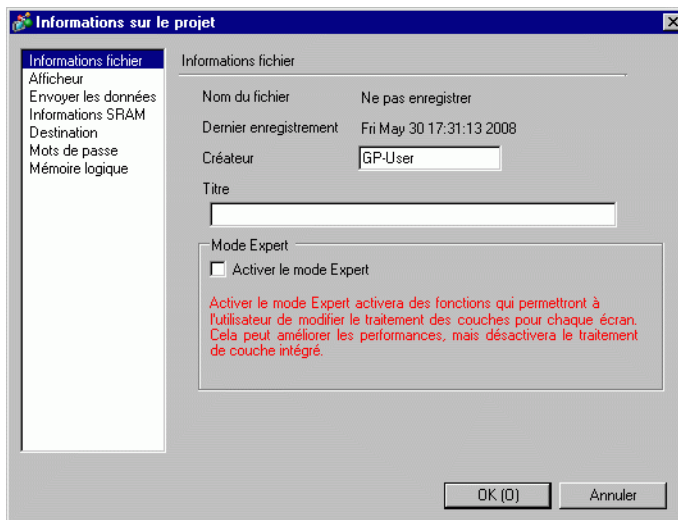 Informations sur le projet
Informations fichier
Afficheur
Envoyer les données
Informations SRAM
Destination
Mots de passe
Mémoire logique
Informations fichier
Nom du fichier Ne pas enregistrer
Dernier enregistrement Fri May 30 17:31:13 2008
Créateur GP-User
Titre
Mode Expert
Activer le mode Expert
Activer le mode Expert activera des fonctions qui permettront à
l'utilisateur de modifier le traitement des couches pour chaque écran.
Cela peut améliorer les performances, mais désactivera le traitement
de couche intégré.
OK (O) Annuler